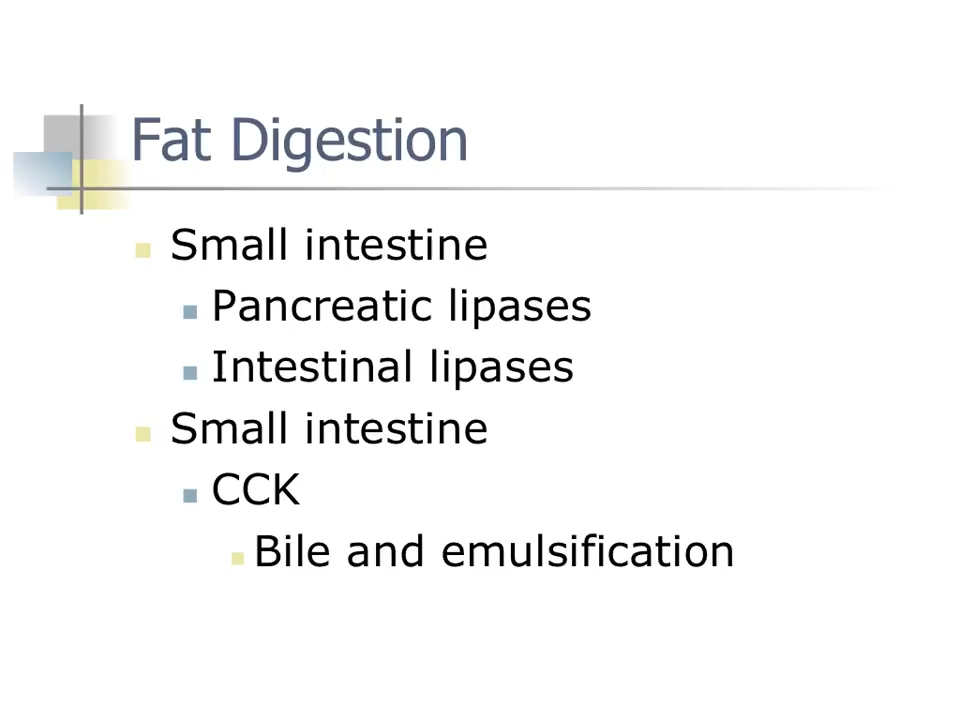 Fat Digestion
Small intestine
Pancreatic lipases
Intestinal lipases
Small intestine
CCK
Bile and emulsification